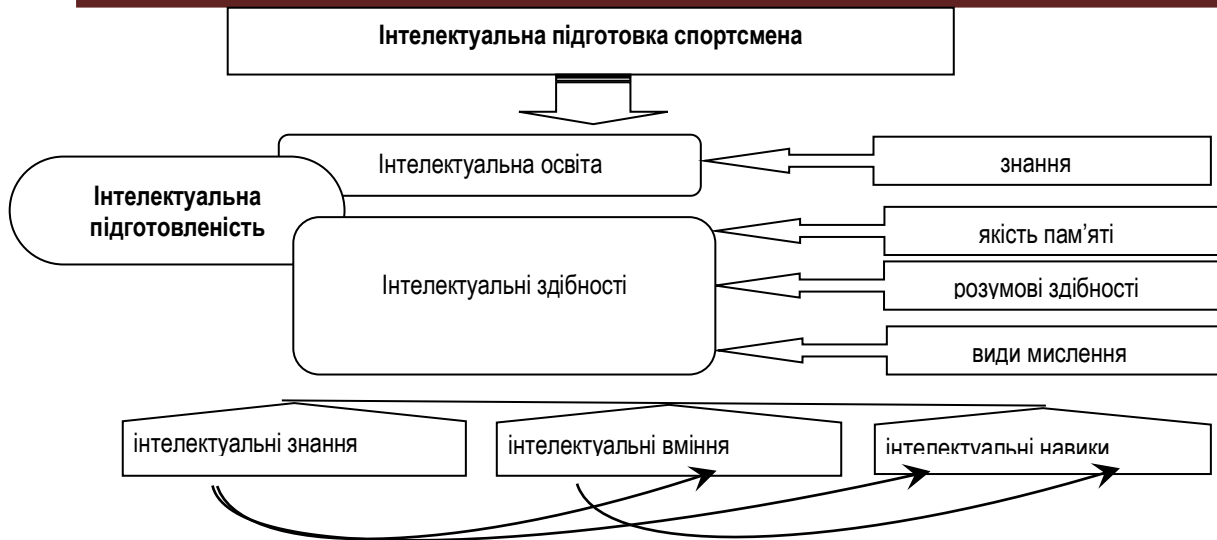 Інтелектуальна підготовка спортсмена
Інтелектуальна освіта
знання
Інтелектуальна
підготовленість
якість пам’яті
Інтелектуальні здібності
розумові здібності
види мислення
інтелектуальні знання
інтелектуальні вміння
інтелектуальні навики